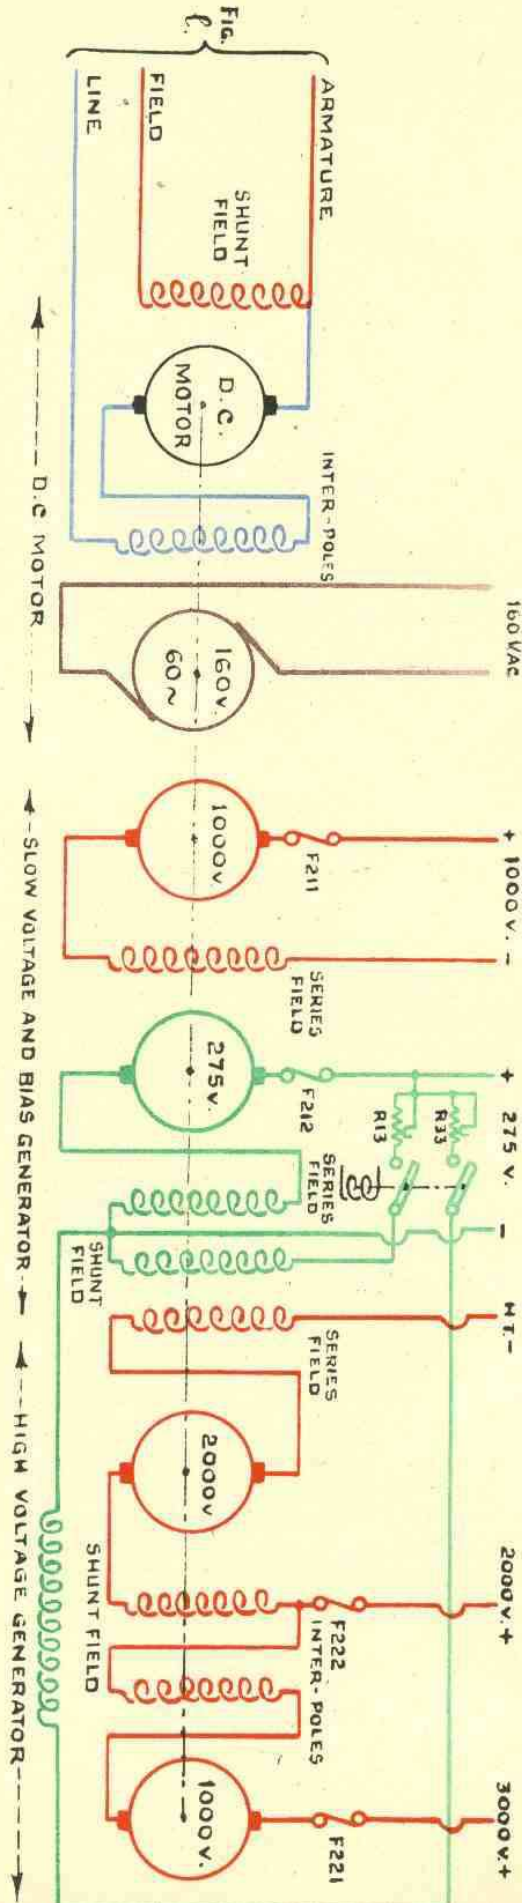 FIG.
l.
ARMATURE
FIELD
LINE
SHUNT
FIELD
D.C.
MOTOR
INTER-POLES
160 VAC
160V.
60~
+ 1000V. -
F211
1000V.
SERIES
FIELD
+ 275 V. -
R13
R33
F212
275V.
SERIES
FIELD
SHUNT
FIELD
H.T.-
SERIES
FIELD
2000V
2000V.+
F222
INTER-POLES
SHUNT FIELD
3000V.+
F221
1000V.
D.C MOTOR
SLOW VOLTAGE AND BIAS GENERATOR
HIGH VOLTAGE GENERATOR